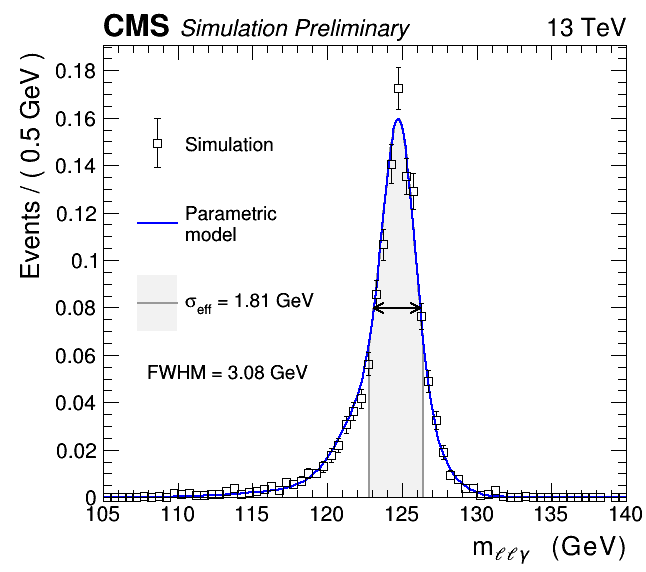 CMS Simulation Preliminary 13 TeV
Events / ( 0.5 GeV )
0.18
0.16
0.14
0.12
0.1
0.08
0.06
0.04
0.02
0
Simulation
Parametric
model
σeff = 1.81 GeV
FWHM = 3.08 GeV
105 110 115 120 125 130 135 140
mℓℓγ (GeV)